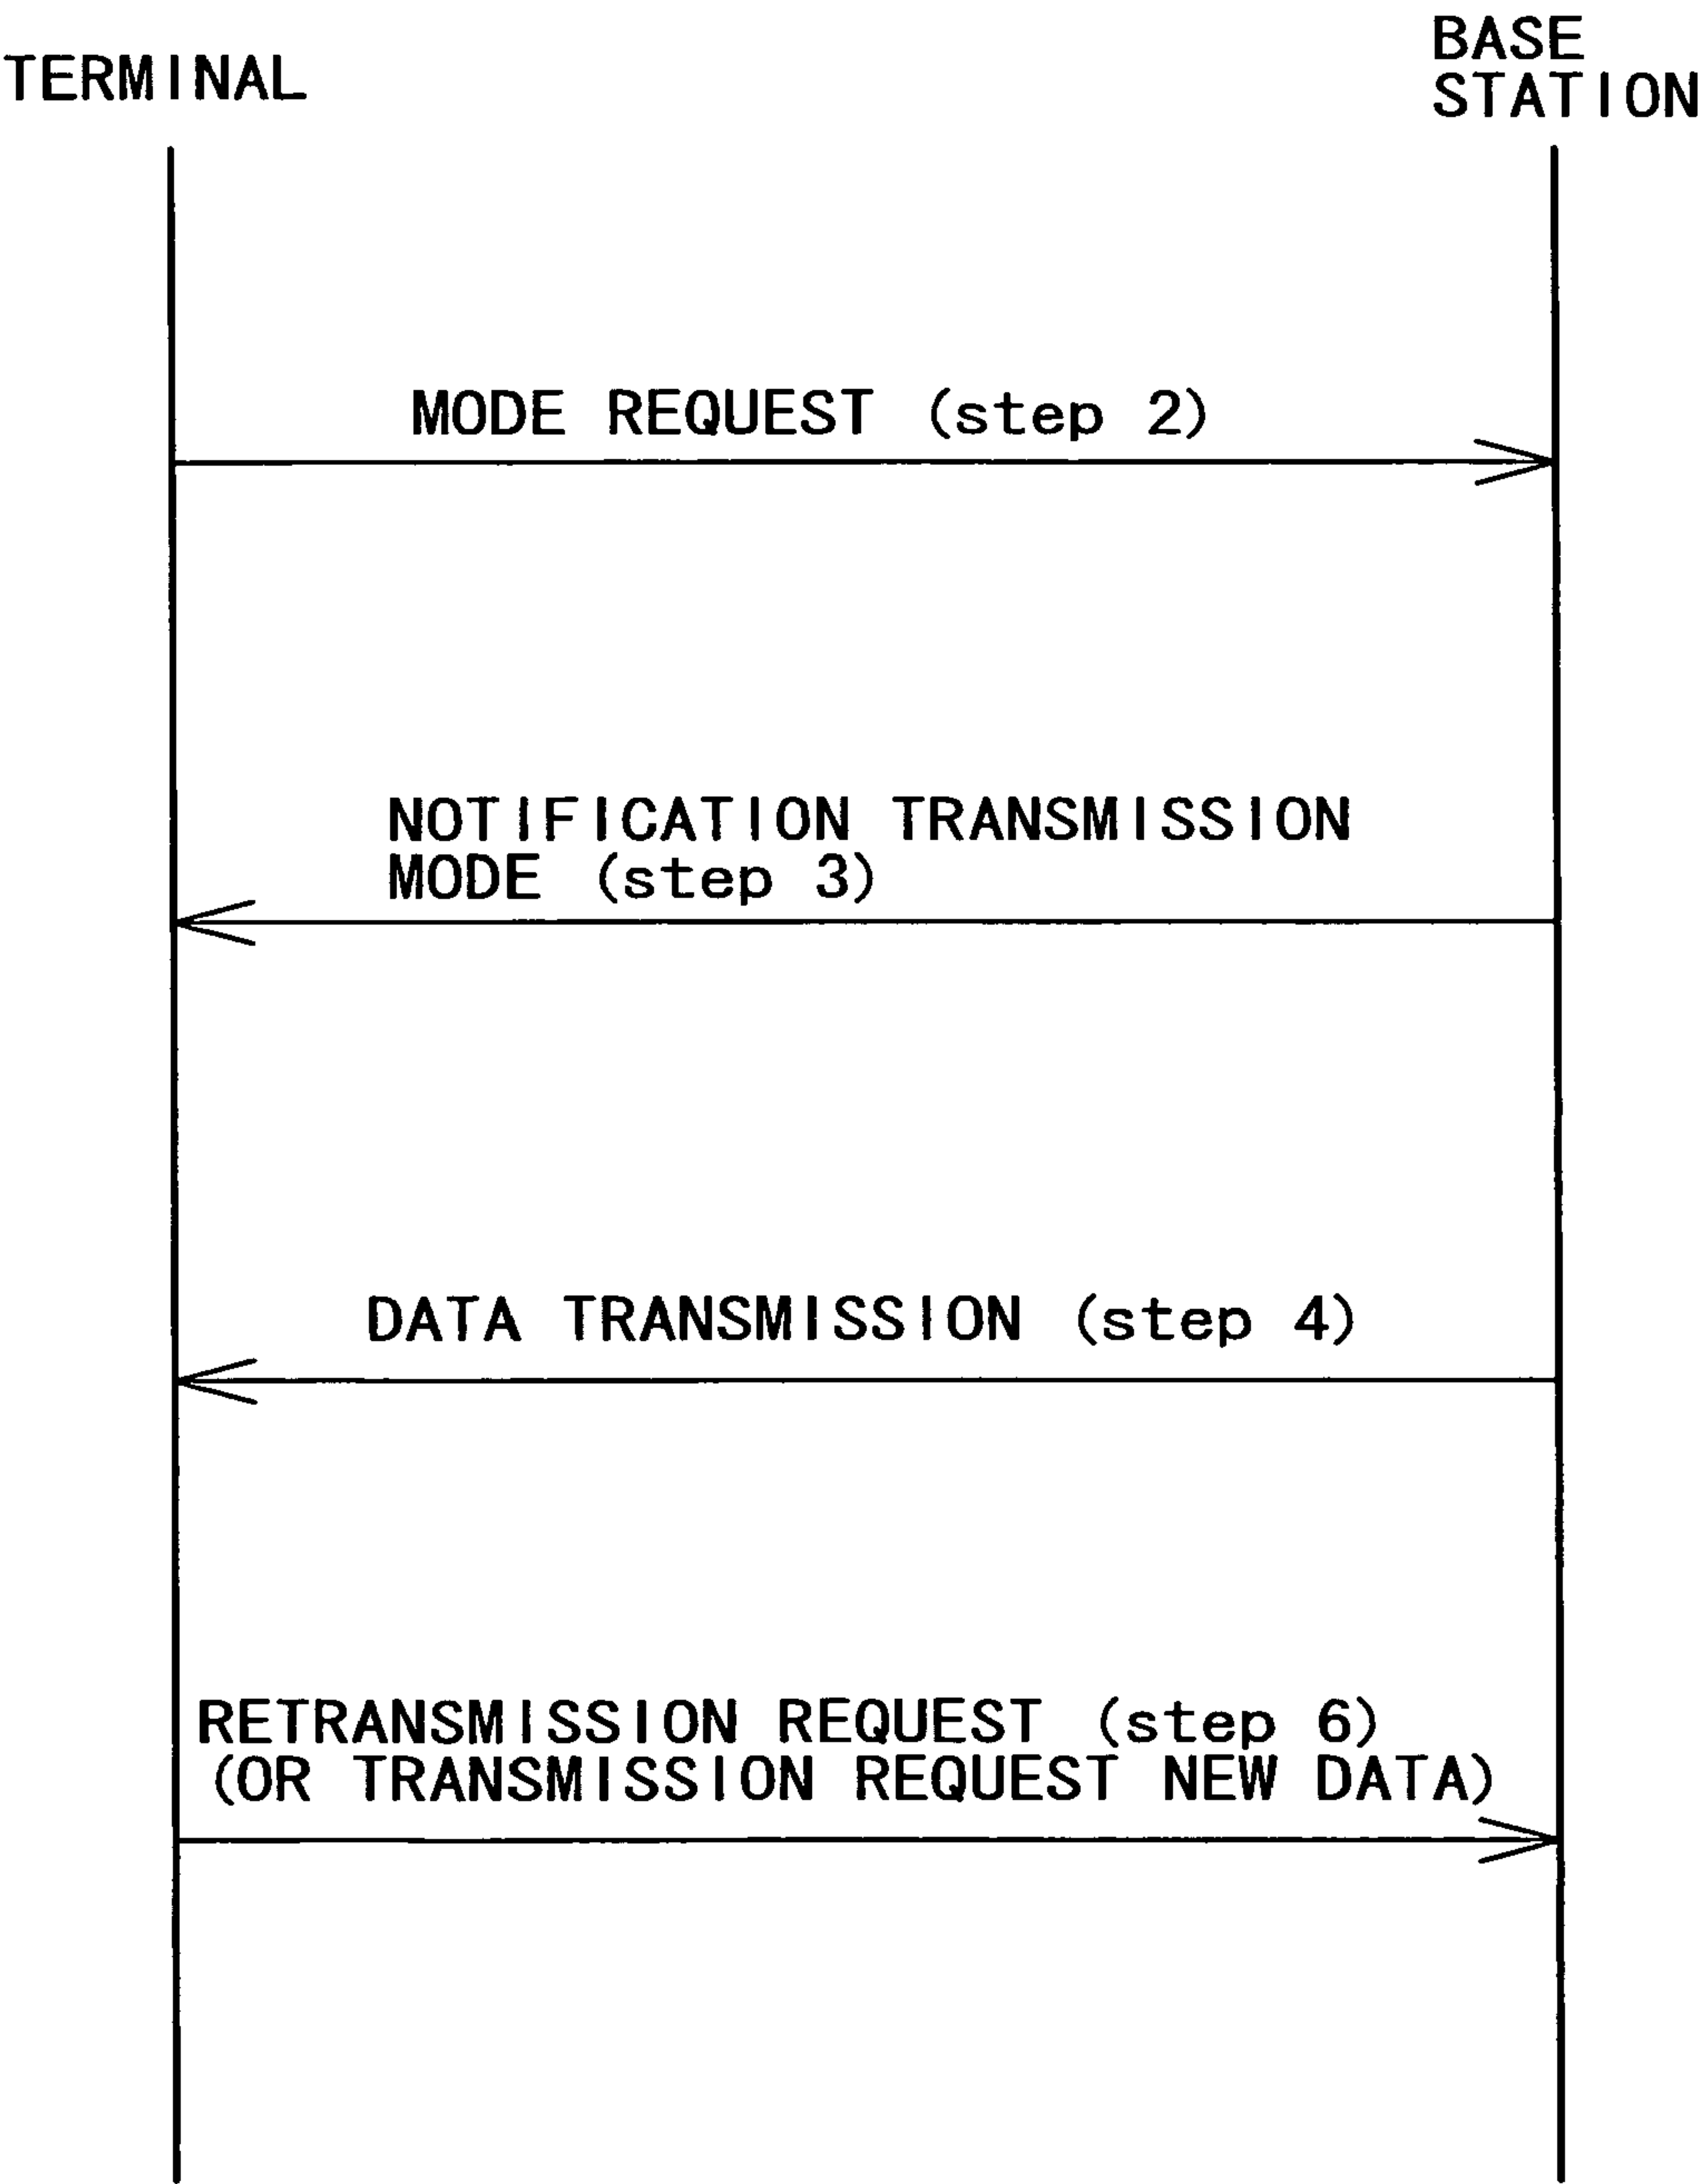 TERMINAL
BASE
STATION
MODE REQUEST (step 2)
NOTIFICATION TRANSMISSION
MODE (step 3)
DATA TRANSMISSION (step 4)
RETRANSMISSION REQUEST (step 6)
(OR TRANSMISSION REQUEST NEW DATA)